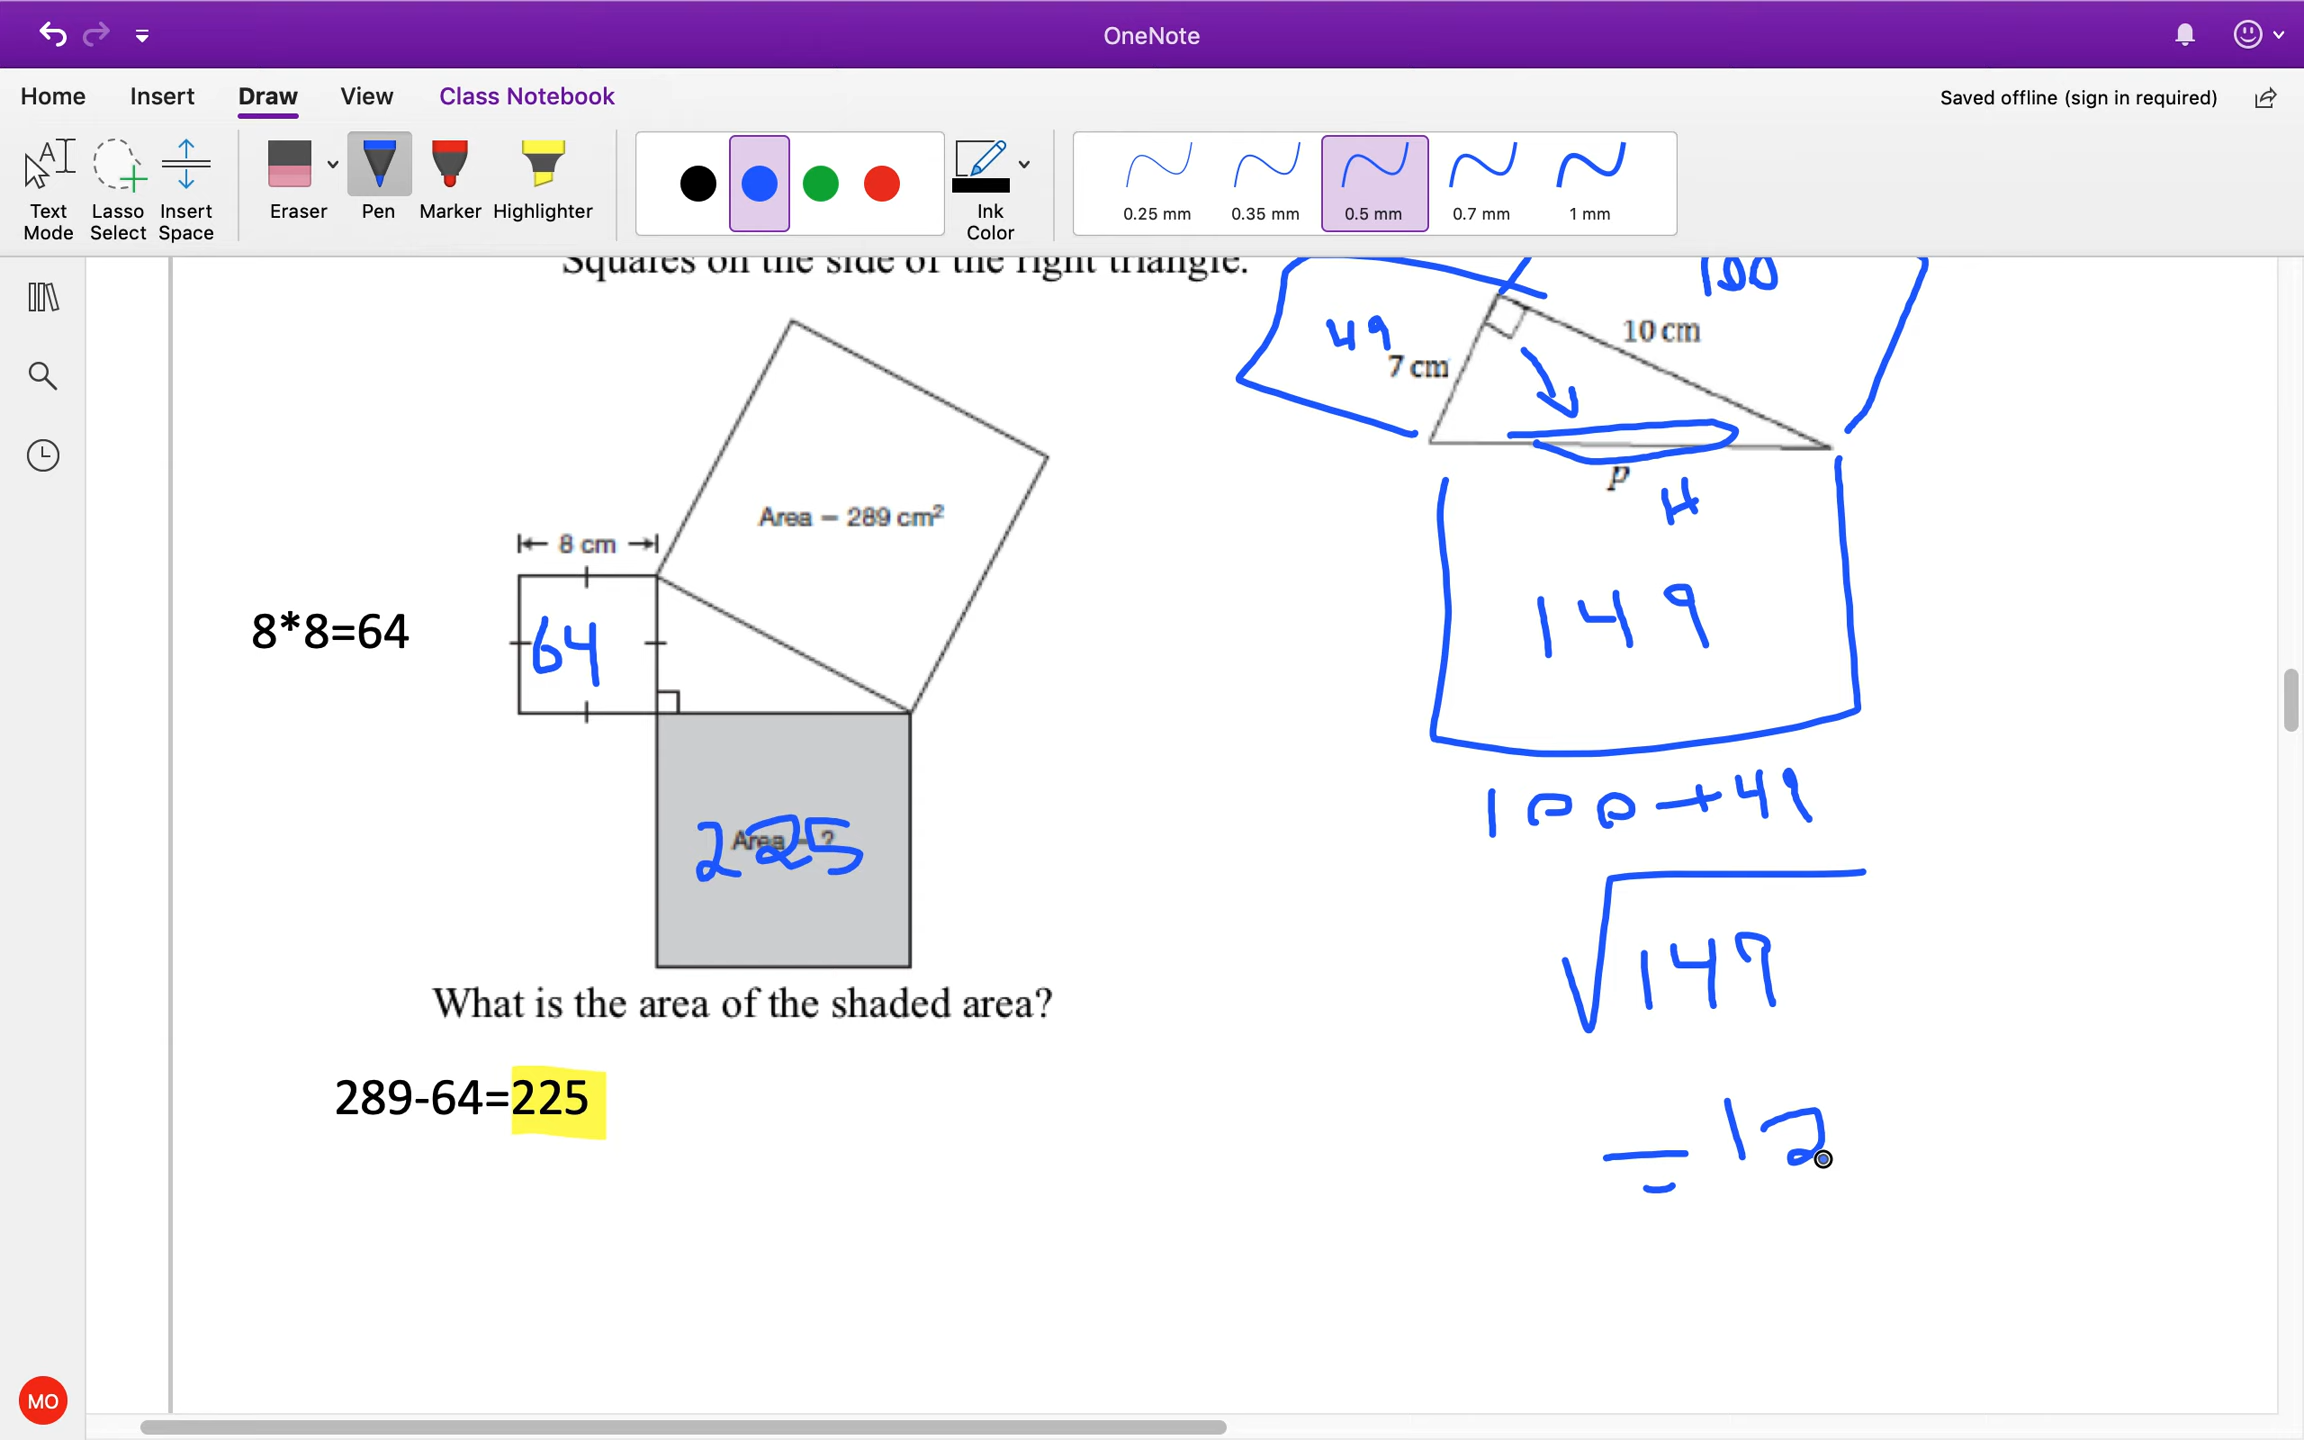 OneNote
Home Insert Draw View Class Notebook
Saved offline (sign in required)
Text Mode
Lasso Select
Insert Space
Eraser
Pen
Marker
Highlighter
Ink Color
0.25 mm
0.35 mm
0.5 mm
0.7 mm
1 mm
Squares on the side of the right triangle.
Area = 289 cm²
8 cm
8*8=64
64
225
Area = ?
What is the area of the shaded area?
289-64=225
100
49
10 cm
7 cm
p
H
149
100+49
√149
=12
MO